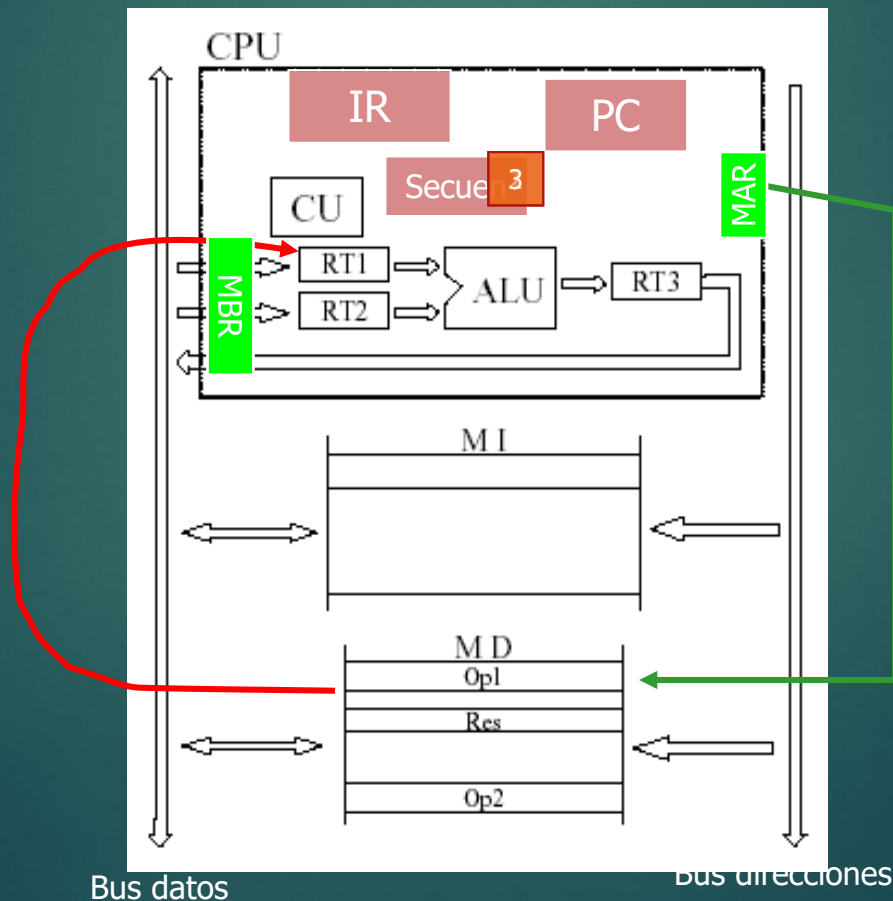 CPU
IR
PC
Secuen
3
MAR
CU
MBR
RT1
RT2
ALU
RT3
M I
M D
Op1
Res
Op2
Bus datos
Bus direcciones